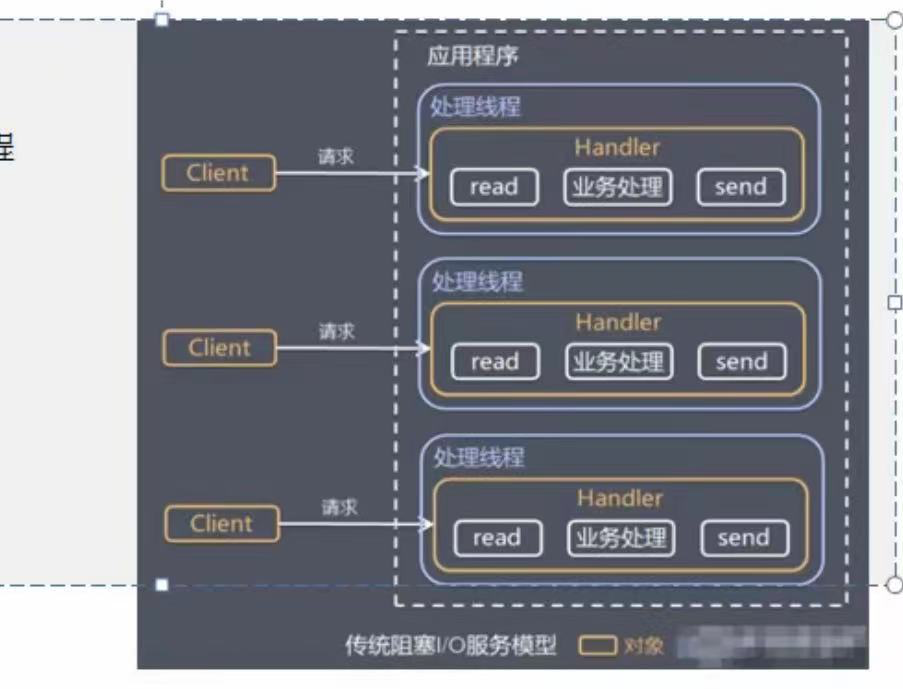 程
应用程序
处理线程
Handler
Client
请求
read
业务处理
send
处理线程
Handler
Client
请求
read
业务处理
send
处理线程
Handler
Client
请求
read
业务处理
send
传统阻塞I/O服务模型
对象